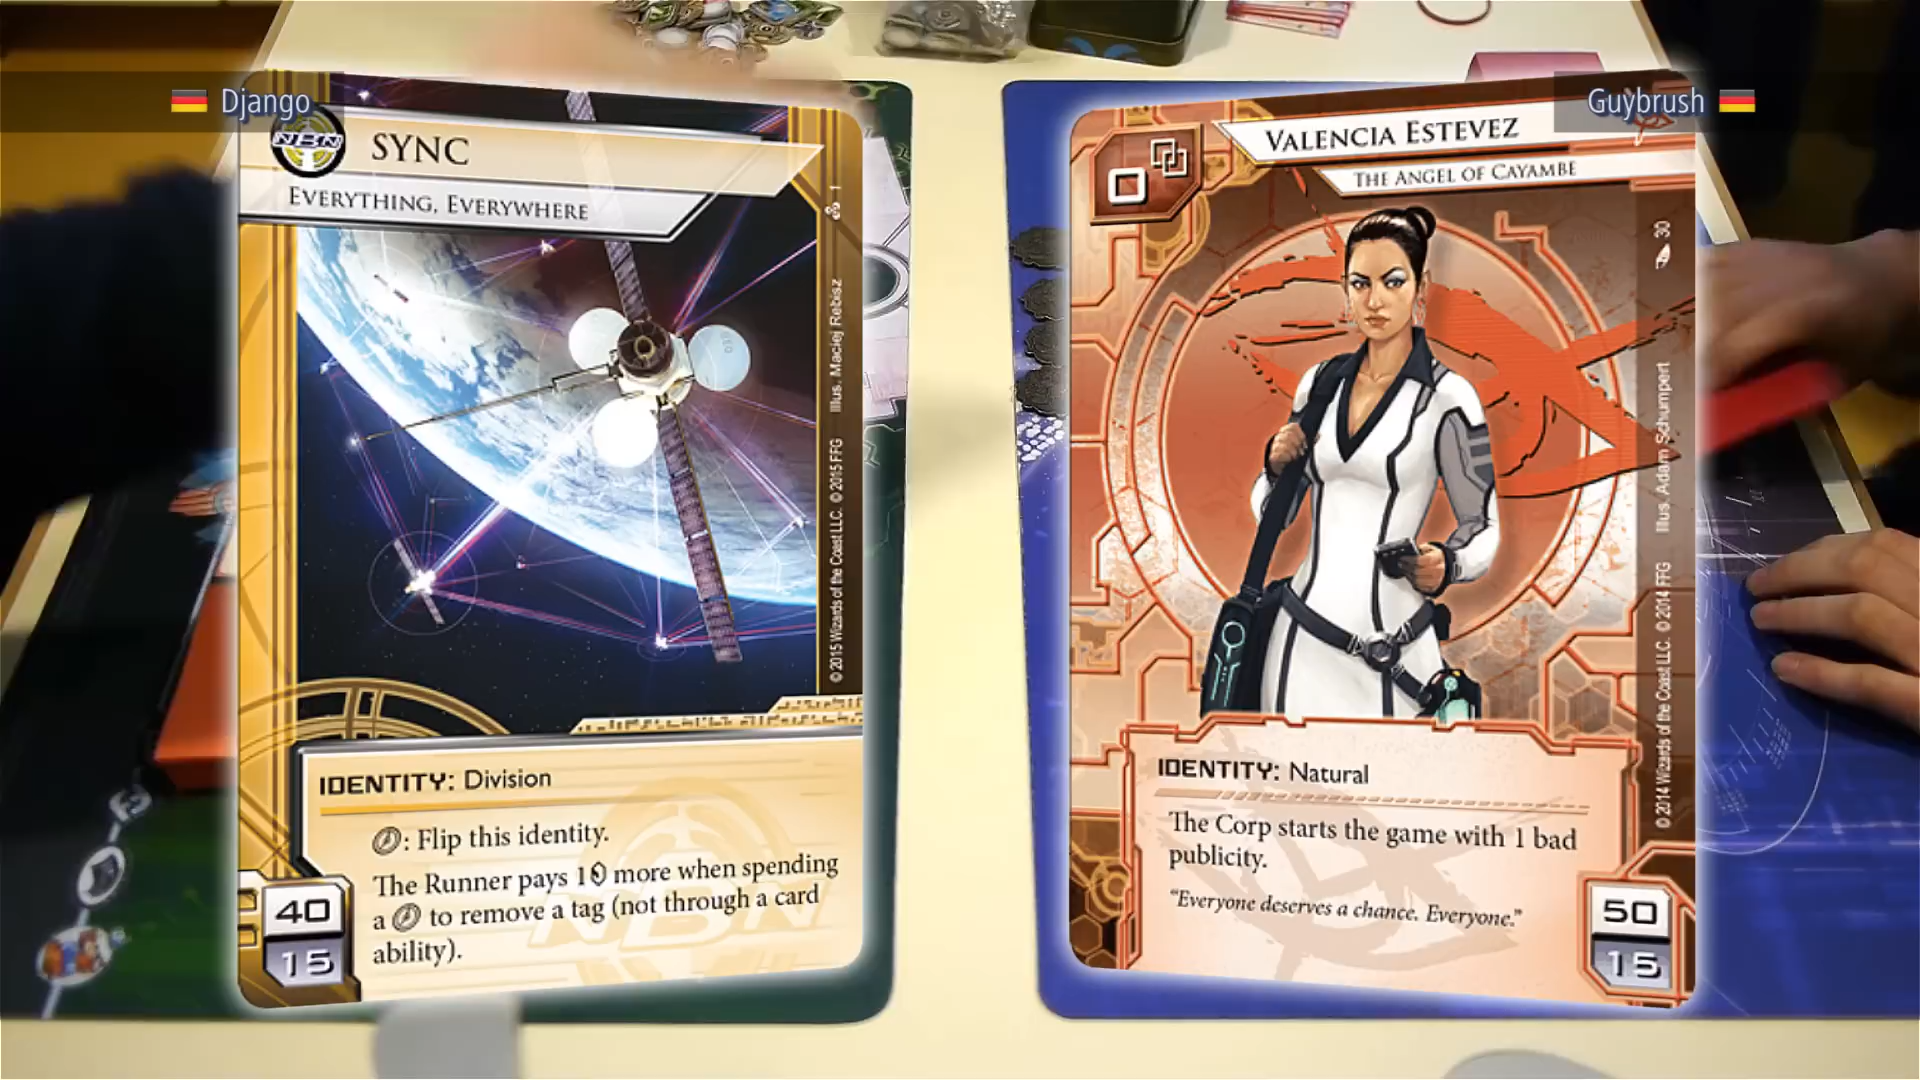 Django
NBN
SYNC
EVERYTHING, EVERYWHERE
1
Illus. Maciej Rebisz
© 2015 Wizards of the Coast LLC. © 2015 FFG
IDENTITY: Division
: Flip this identity.
The Runner pays 1 more when spending
a to remove a tag (not through a card
ability).
NBN
40
15
Guybrush
VALENCIA ESTEVEZ
THE ANGEL OF CAYAMBE
30
Illus. Adam Schumpert
© 2014 Wizards of the Coast LLC. © 2014 FFG
IDENTITY: Natural
The Corp starts the game with 1 bad
publicity.
“Everyone deserves a chance. Everyone.”
50
15